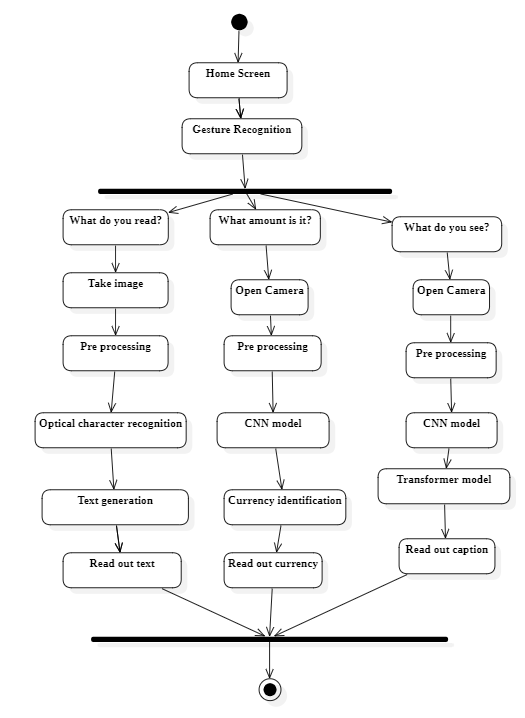 Home Screen
Gesture Recognition
What do you read?
What amount is it?
What do you see?
Take image
Open Camera
Open Camera
Pre processing
Pre processing
Pre processing
Optical character recognition
CNN model
CNN model
Transformer model
Text generation
Currency identification
Read out caption
Read out text
Read out currency